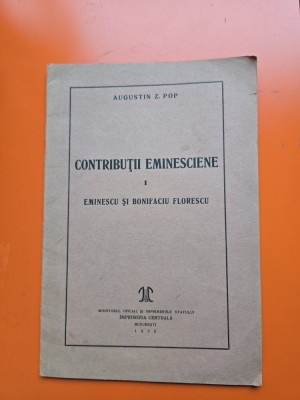 AUGUSTIN Z. POP
CONTRIBUȚII EMINESCIENE
I
EMINESCU ȘI BONIFACIU FLORESCU
MONITORUL OFICIAL ȘI IMPRIMERIILE STATULUI
IMPRIMERIA CENTRALĂ
BUCUREȘTI